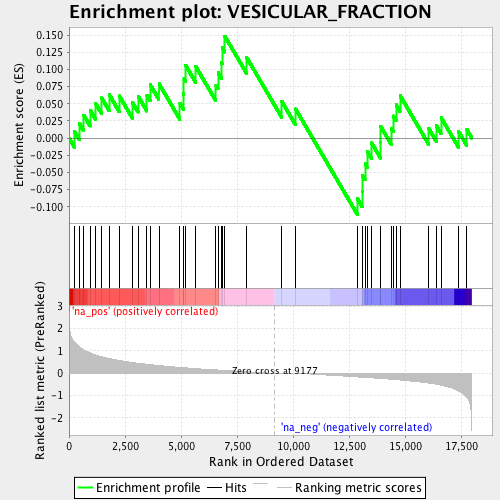 Enrichment plot: VESICULAR_FRACTION
Enrichment score (ES)
0.150
0.125
0.100
0.075
0.050
0.025
0.000
-0.025
-0.050
-0.075
-0.100
'na_pos' (positively correlated)
Ranked list metric (PreRanked)
3
2
1
0
-1
-2
Zero cross at 9177
'na_neg' (negatively correlated)
0 2,500 5,000 7,500 10,000 12,500 15,000 17,500
Rank in Ordered Dataset
Enrichment profile Hits Ranking metric scores